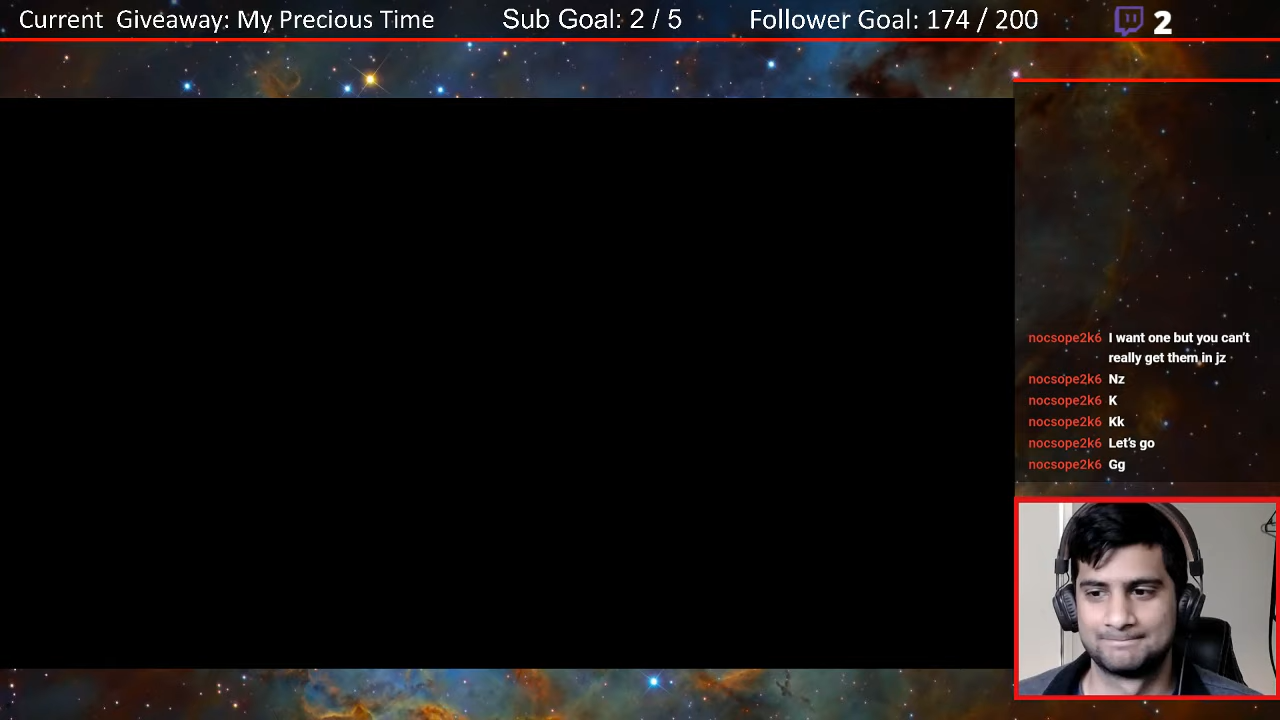 Current  Giveaway: My Precious Time Sub Goal: 2 / 5 Follower Goal: 174 / 200 2
nocsope2k6 I want one but you can’t
really get them in jz
nocsope2k6 Nz
nocsope2k6 K
nocsope2k6 Kk
nocsope2k6 Let’s go
nocsope2k6 Gg